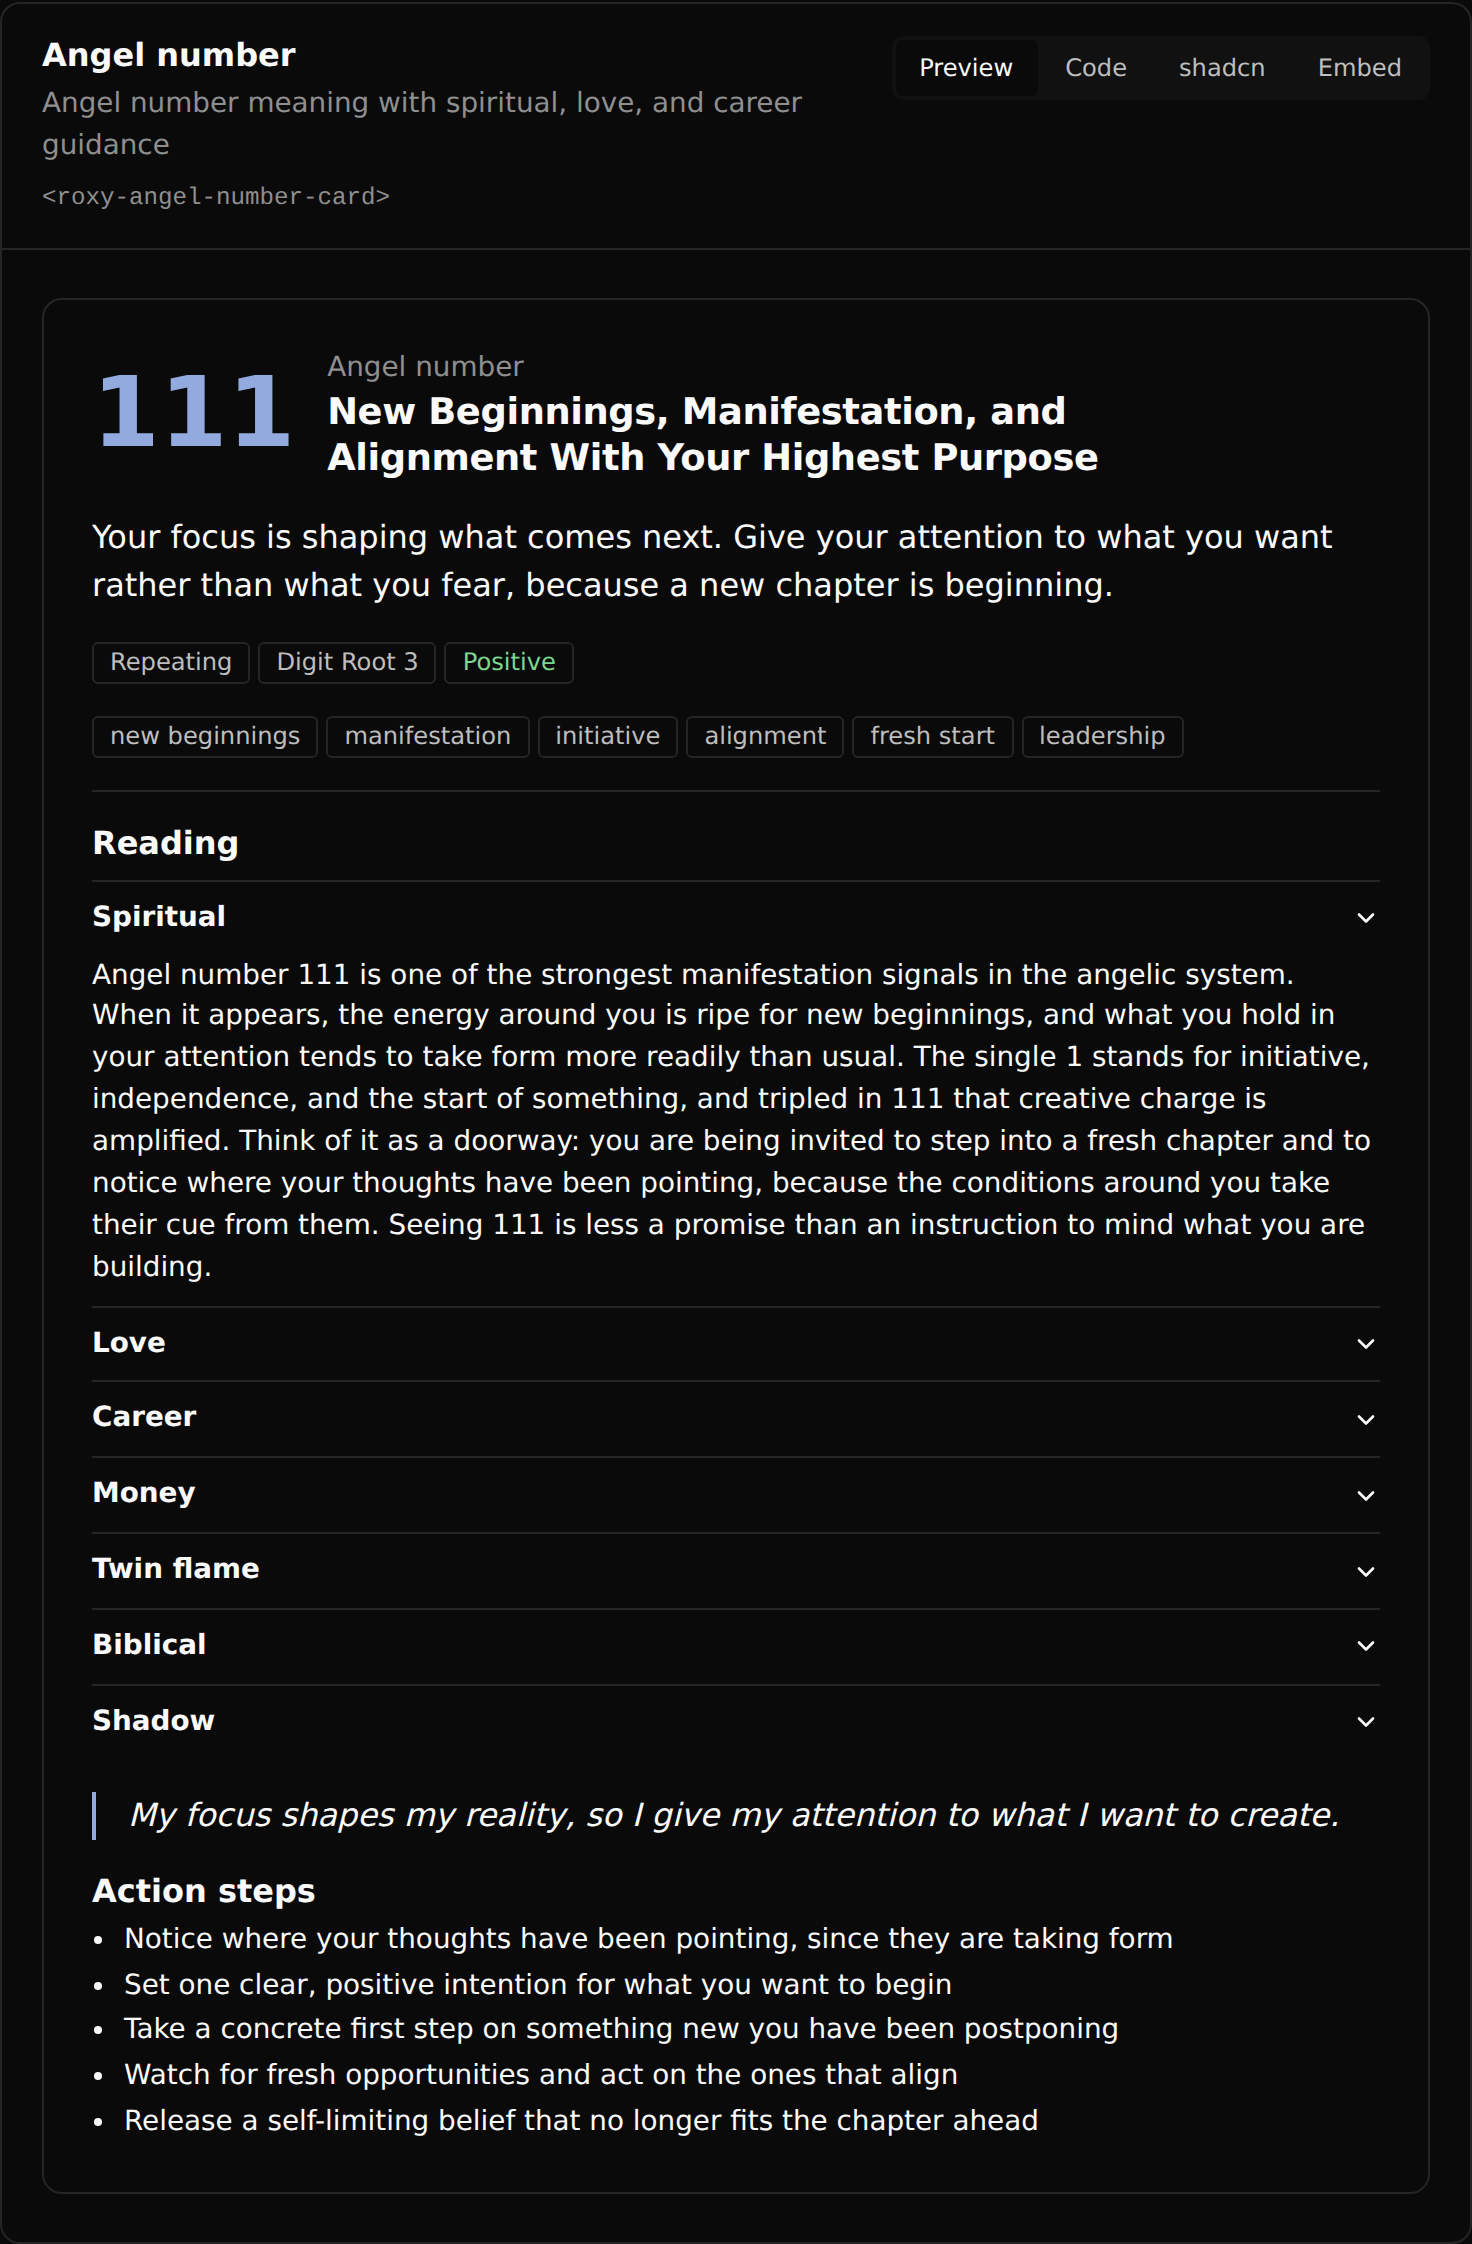 Angel number
Preview
Code
shadcn
Embed
Angel number meaning with spiritual, love, and career
guidance
<roxy-angel-number-card>
111
Angel number
New Beginnings, Manifestation, and
Alignment With Your Highest Purpose
Your focus is shaping what comes next. Give your attention to what you want
rather than what you fear, because a new chapter is beginning.
Repeating
Digit Root 3
Positive
new beginnings
manifestation
initiative
alignment
fresh start
leadership
Reading
Spiritual
Angel number 111 is one of the strongest manifestation signals in the angelic system.
When it appears, the energy around you is ripe for new beginnings, and what you hold in
your attention tends to take form more readily than usual. The single 1 stands for initiative,
independence, and the start of something, and tripled in 111 that creative charge is
amplified. Think of it as a doorway: you are being invited to step into a fresh chapter and to
notice where your thoughts have been pointing, because the conditions around you take
their cue from them. Seeing 111 is less a promise than an instruction to mind what you are
building.
Love
Career
Money
Twin flame
Biblical
Shadow
My focus shapes my reality, so I give my attention to what I want to create.
Action steps
• Notice where your thoughts have been pointing, since they are taking form
• Set one clear, positive intention for what you want to begin
• Take a concrete first step on something new you have been postponing
• Watch for fresh opportunities and act on the ones that align
• Release a self-limiting belief that no longer fits the chapter ahead